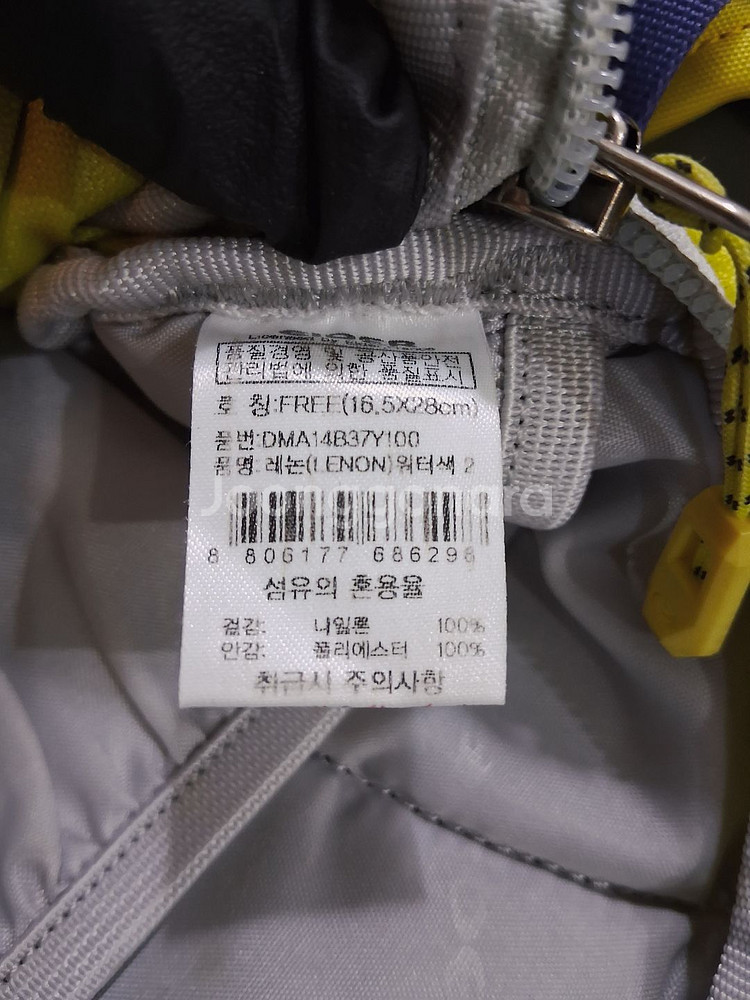 품질경영 및 공산품안전
관리법에 의한 품질표시
호 칭:FREE(16.5X28cm)
품번:DMA14B37Y100
품명: 레논(LENON)워터색 2
Joonggonara
8 806177 686296
섬유의 혼용율
겉감: 나일론 100%
안감: 폴리에스터 100%
취급시 주의사항